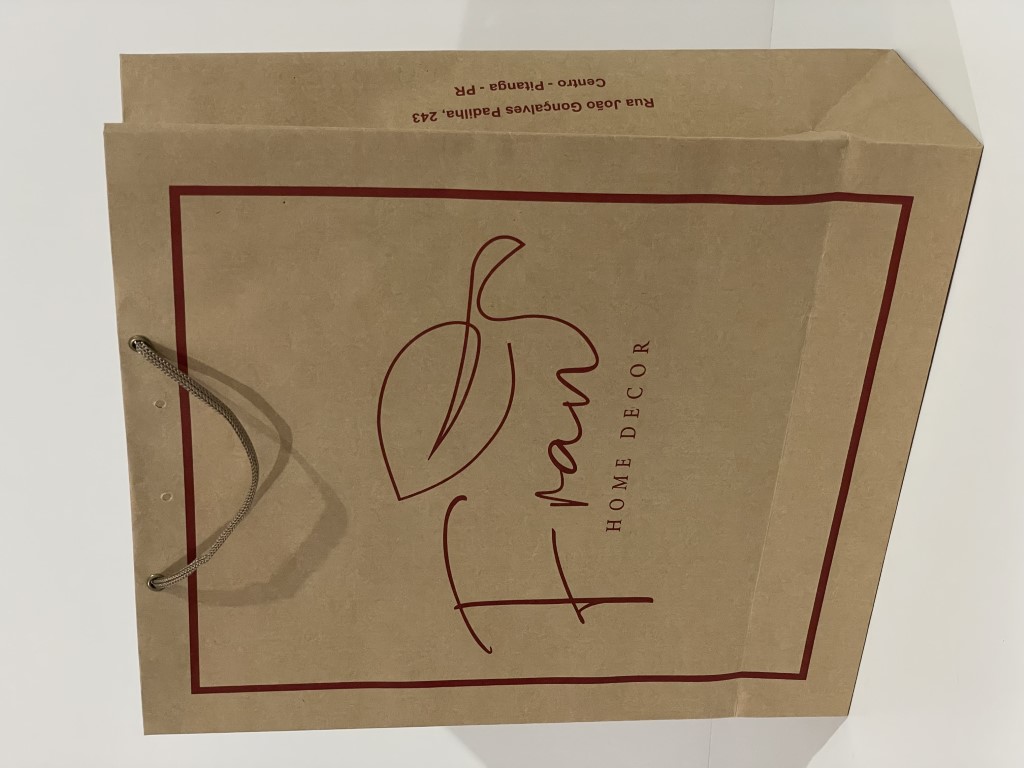 Fran
HOME DECOR
Rua João Gonçalves Padilha, 243
Centro - Pitanga - PR